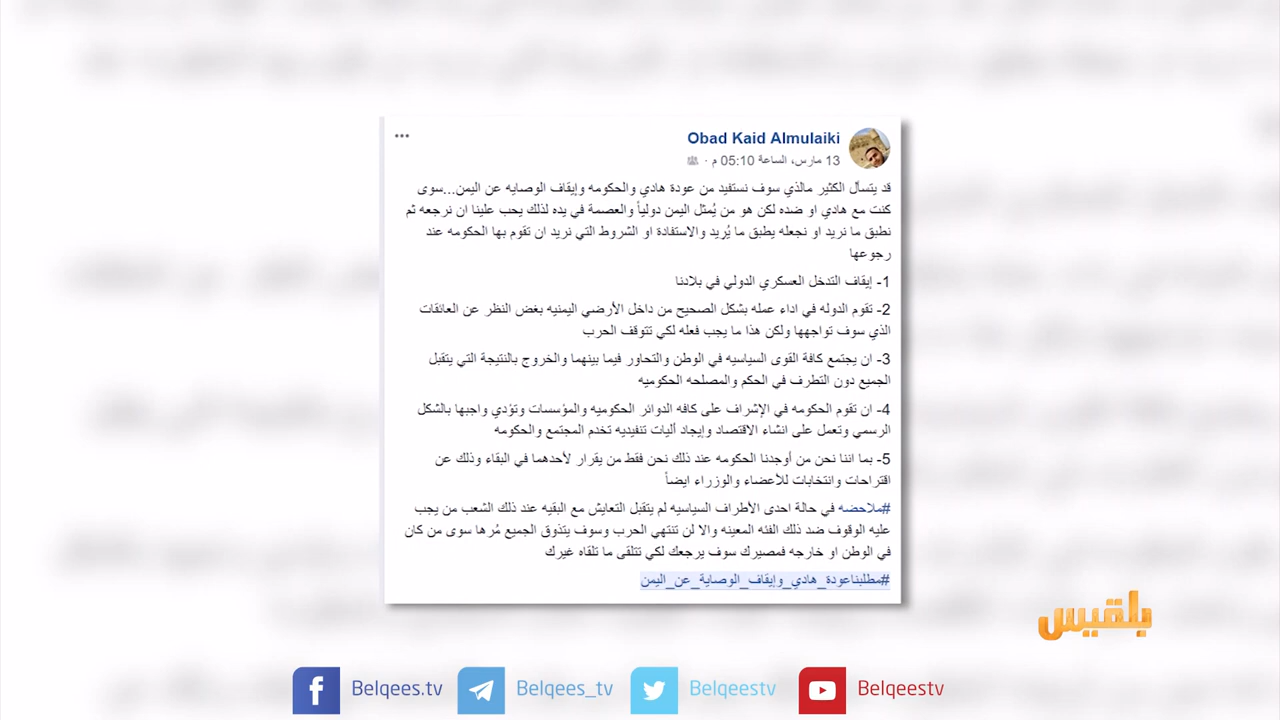 Obad Kaid Almulaiki
13 مارس، الساعة 05:10 م ·
قد يتسأل الكثير مالذي سوف نستفيد من عودة هادي والحكومه وإيقاف الوصايه عن اليمن...سوى
كنت مع هادي او ضده لكن هو من يُمثل اليمن دولياً والعصمة في يده لذلك يحب علينا ان نرجعه ثم
نطبق ما نريد او نجعله يطبق ما يُريد والاستفادة او الشروط التي نريد ان تقوم بها الحكومه عند
رجوعها
1- إيقاف التدخل العسكري الدولي في بلادنا
2- تقوم الدوله في اداء عمله بشكل الصحيح من داخل الأرضي اليمنيه بغض النظر عن العائقات
الذي سوف تواجهها ولكن هذا ما يجب فعله لكي تتوقف الحرب
3- ان يجتمع كافة القوى السياسيه في الوطن والتحاور فيما بينهما والخروج بالنتيجة التي يتقبل
الجميع دون التطرف في الحكم والمصلحه الحكوميه
4- ان تقوم الحكومه في الإشراف على كافه الدوائر الحكوميه والمؤسسات وتؤدي واجبها بالشكل
الرسمي وتعمل على انشاء الاقتصاد وإيجاد أليات تنفيديه تخدم المجتمع والحكومه
5- بما اننا نحن من أوجدنا الحكومه عند ذلك نحن فقط من يقرار لأحدهما في البقاء وذلك عن
اقتراحات وانتخابات للأعضاء والوزراء ايضاً
#ملاحضه في حالة احدى الأطراف السياسيه لم يتقبل التعايش مع البقيه عند ذلك الشعب من يجب
عليه الوقوف ضد ذلك الفئه المعينه والا لن تنتهي الحرب وسوف يتذوق الجميع مُرها سوى من كان
في الوطن او خارجه فمصيرك سوف يرجعك لكي تتلقى ما تلقاه غيرك
#مطلبناعودة_هادي_وإيقاف_الوصاية_عن_اليمن
بلقيس
Belqees.tv
Belqees_tv
Belqeestv
Belqeestv